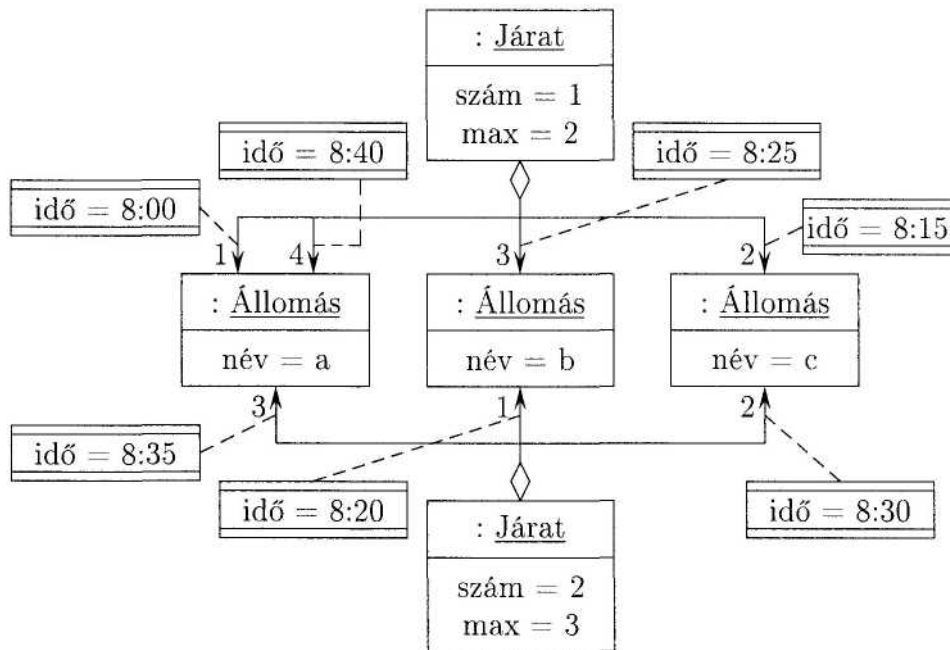 : Járat
szám = 1
max = 2
idő = 8:40
idő = 8:25
idő = 8:00
idő = 8:15
1
4
3
2
: Állomás
név = a
: Állomás
név = b
: Állomás
név = c
3
1
2
idő = 8:35
idő = 8:20
idő = 8:30
: Járat
szám = 2
max = 3